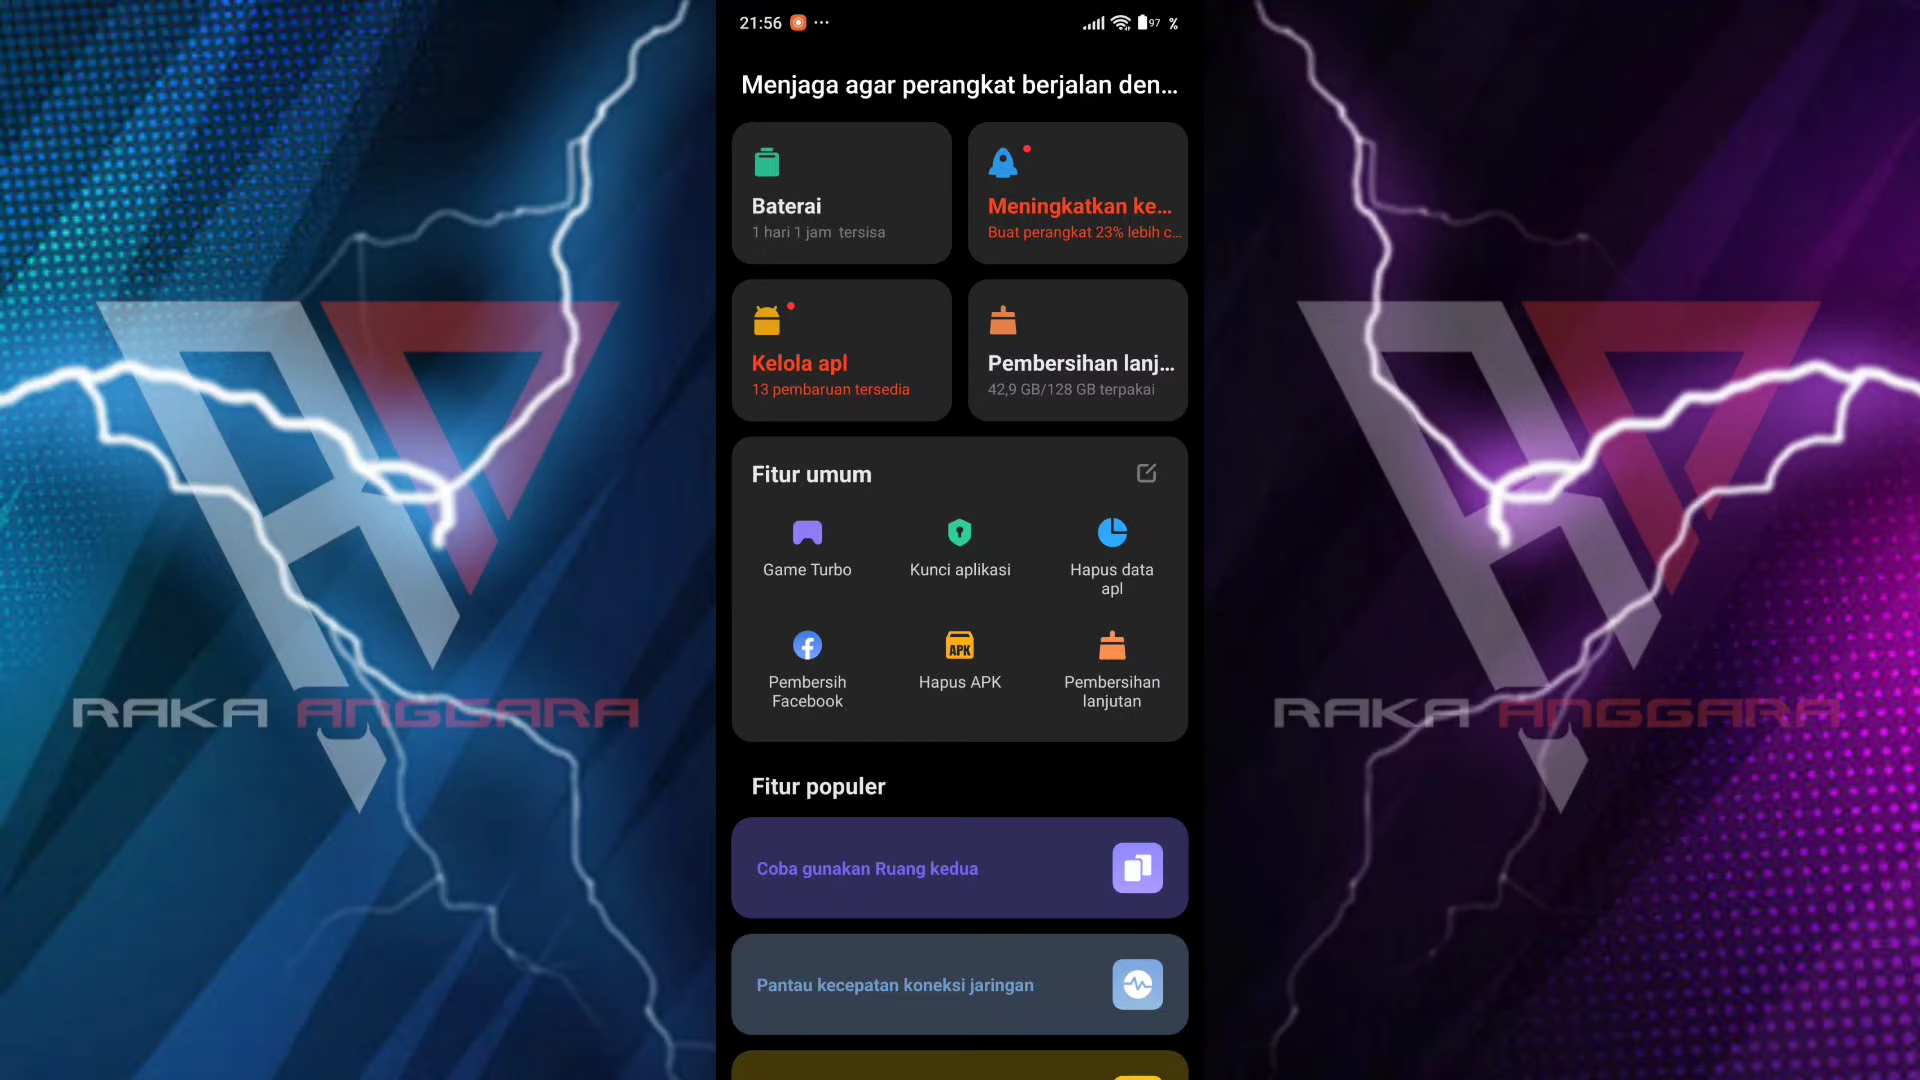 21:56
97 %
Menjaga agar perangkat berjalan den...
Baterai
1 hari 1 jam tersisa
Meningkatkan ke...
Buat perangkat 23% lebih c...
Kelola apl
13 pembaruan tersedia
Pembersihan lanj...
42,9 GB/128 GB terpakai
Fitur umum
Game Turbo
Kunci aplikasi
Hapus data
apl
Pembersih
Facebook
APK
Hapus APK
Pembersihan
lanjutan
Fitur populer
Coba gunakan Ruang kedua
Pantau kecepatan koneksi jaringan
RAKA ANGGARA
RAKA ANGGARA